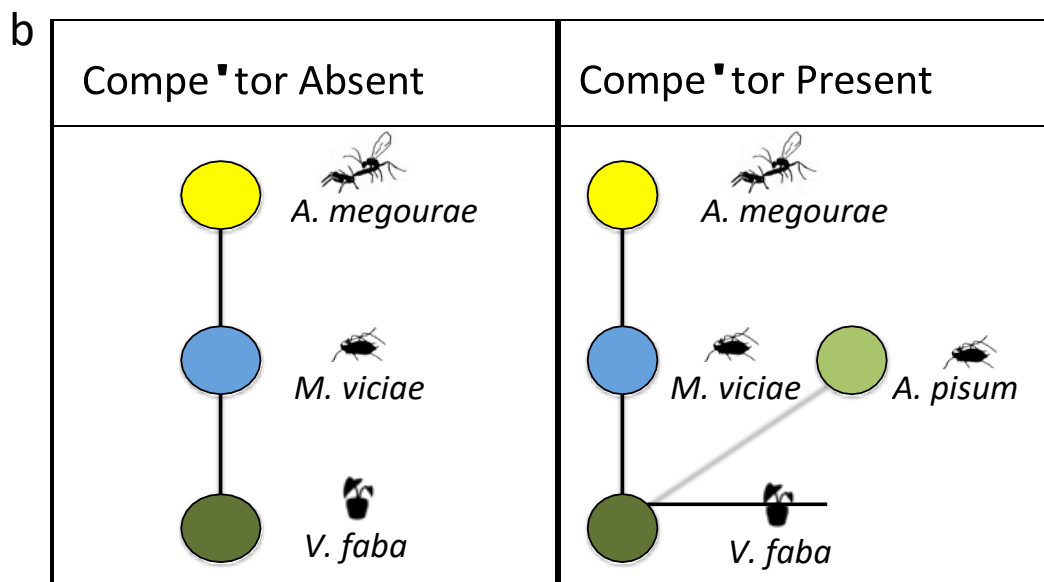 b
Compe'tor Absent
Compe'tor Present
A. megourae
A. megourae
M. viciae
M. viciae
A. pisum
V. faba
V. faba